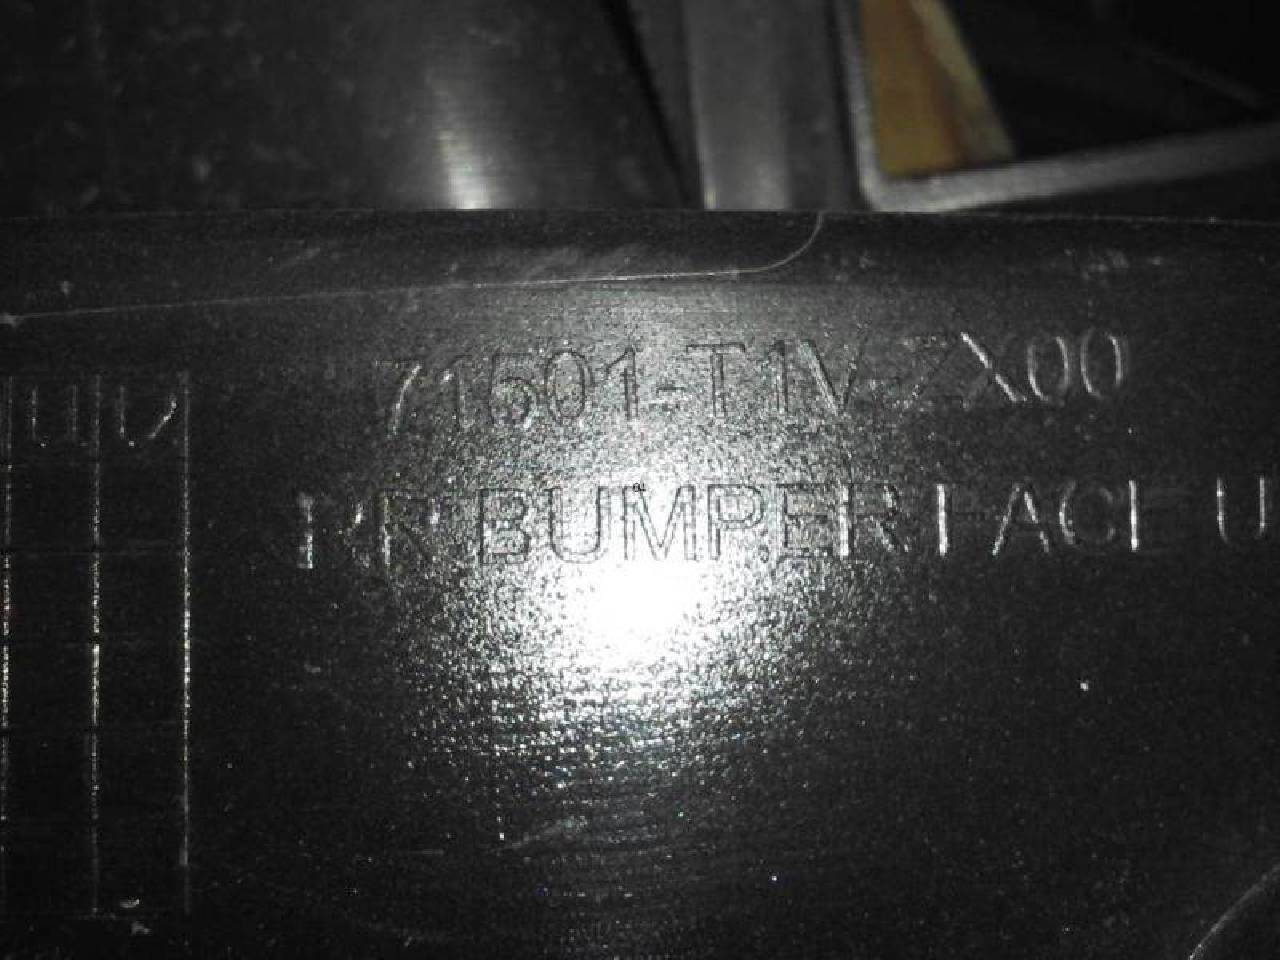 71501-T1V-ZX00
RR BUMPER FACE U